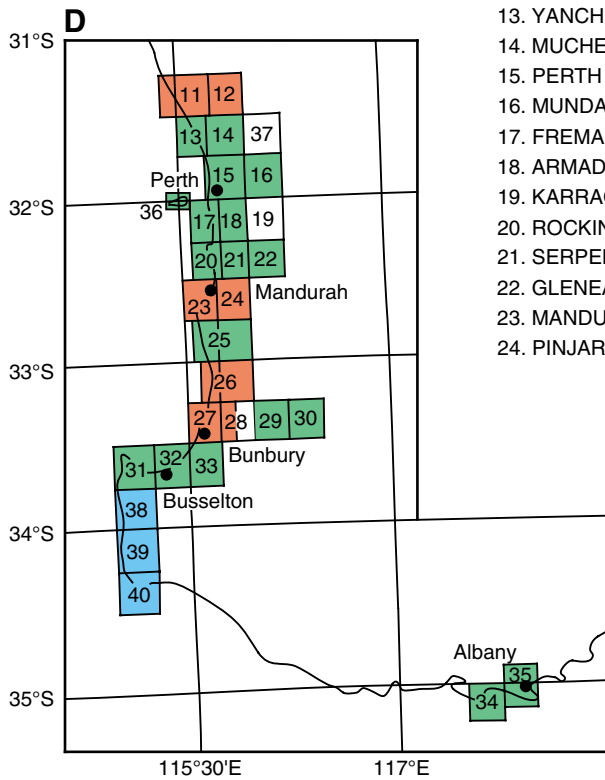 D
31°S
32°S
33°S
34°S
35°S
115°30'E
117°E
11 12
13 14 37
15 16
Perth
36
17 18 19
20 21 22
23 24
Mandurah
25
26
27 28 29 30
Bunbury
31 32 33
Busselton
38
39
40
Albany
35
34
13. YANCH
14. MUCHE
15. PERTH
16. MUNDA
17. FREMA
18. ARMAD
19. KARRA
20. ROCKIN
21. SERPE
22. GLENEA
23. MANDU
24. PINJAR